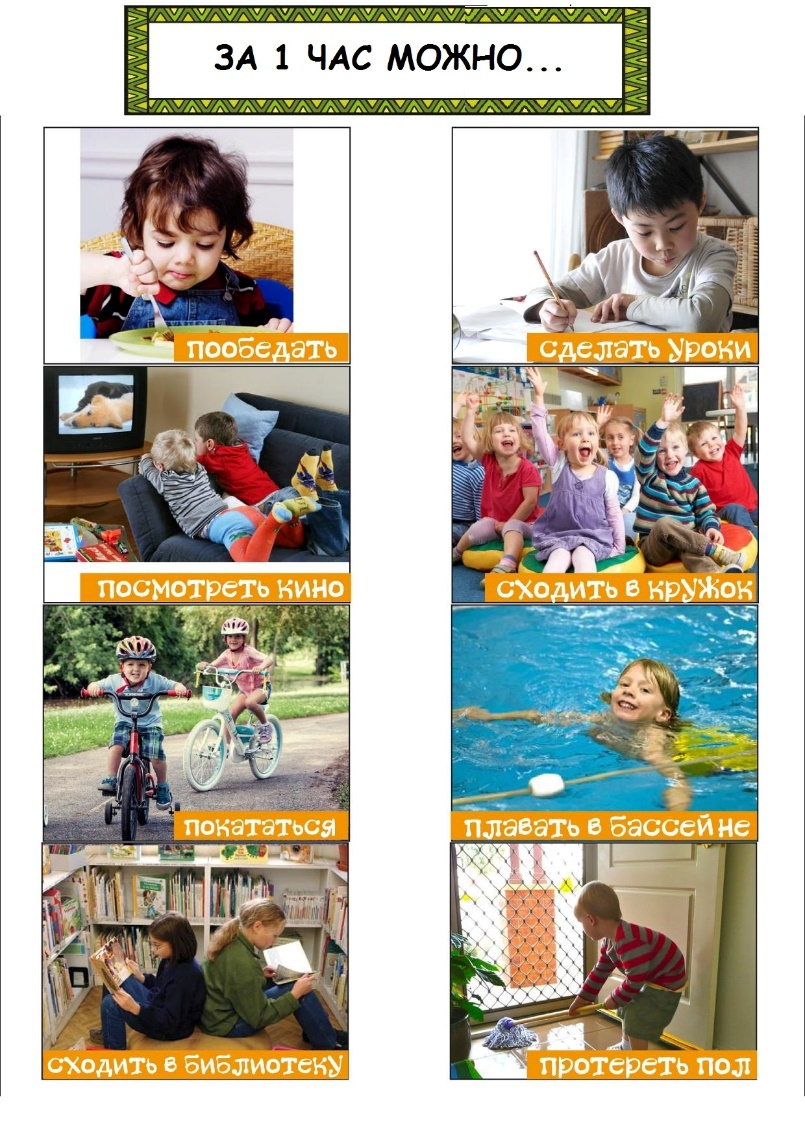 ЗА 1 ЧАС МОЖНО...
пообедать
сделать уроки
посмотреть кино
сходить в кружок
покататься
плавать в бассейне
сходить в библиотеку
протереть пол